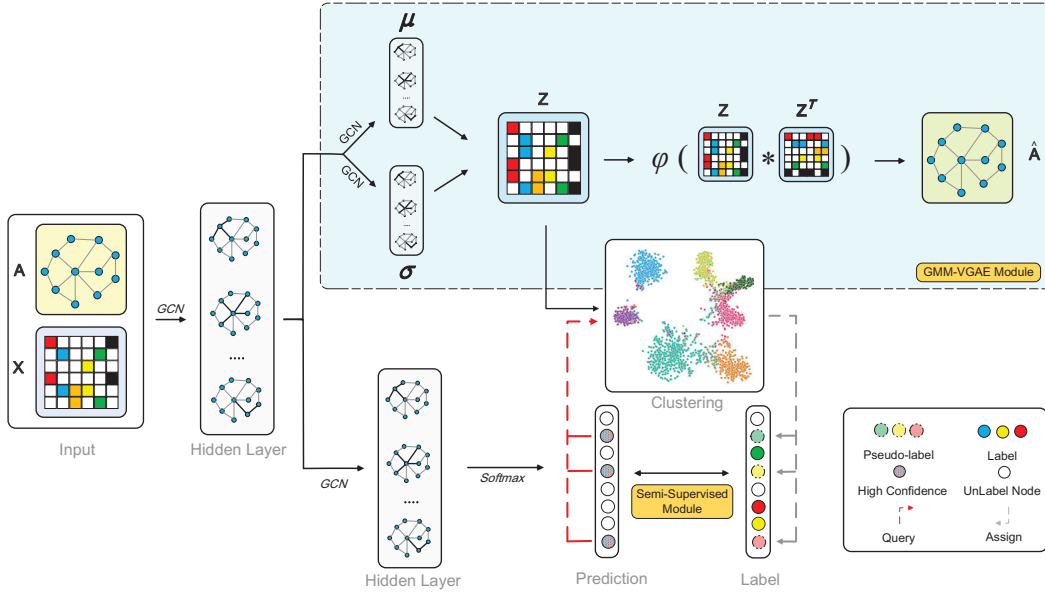 μ
GCN
GCN
σ
Z
φ ( Z * Zᵀ )
Â
GMM-VGAE Module
A
X
Input
GCN
....
....
....
Hidden Layer
Clustering
GCN
....
Hidden Layer
Softmax
Prediction
Semi-Supervised
Module
Label
Pseudo-label
Label
High Confidence
UnLabel Node
Query
Assign